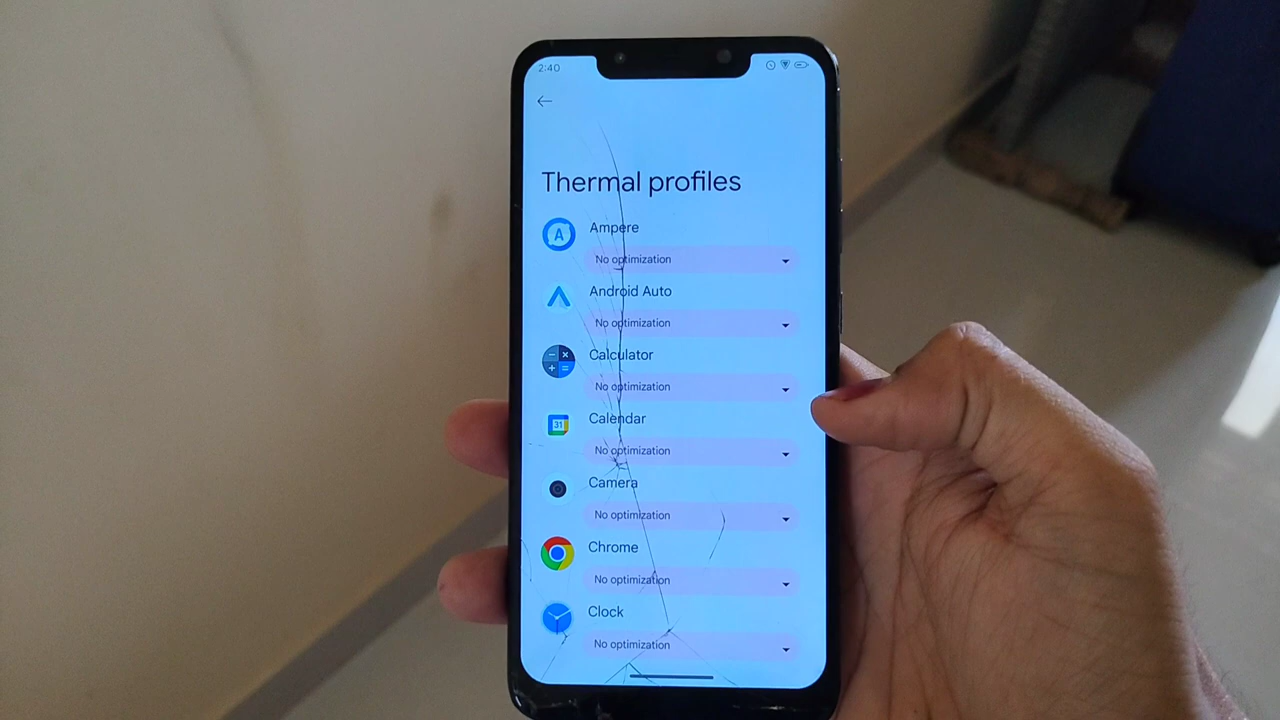 2:40
Thermal profiles
A
Ampere
No optimization
Android Auto
No optimization
Calculator
No optimization
31
Calendar
No optimization
Camera
No optimization
Chrome
No optimization
Clock
No optimization